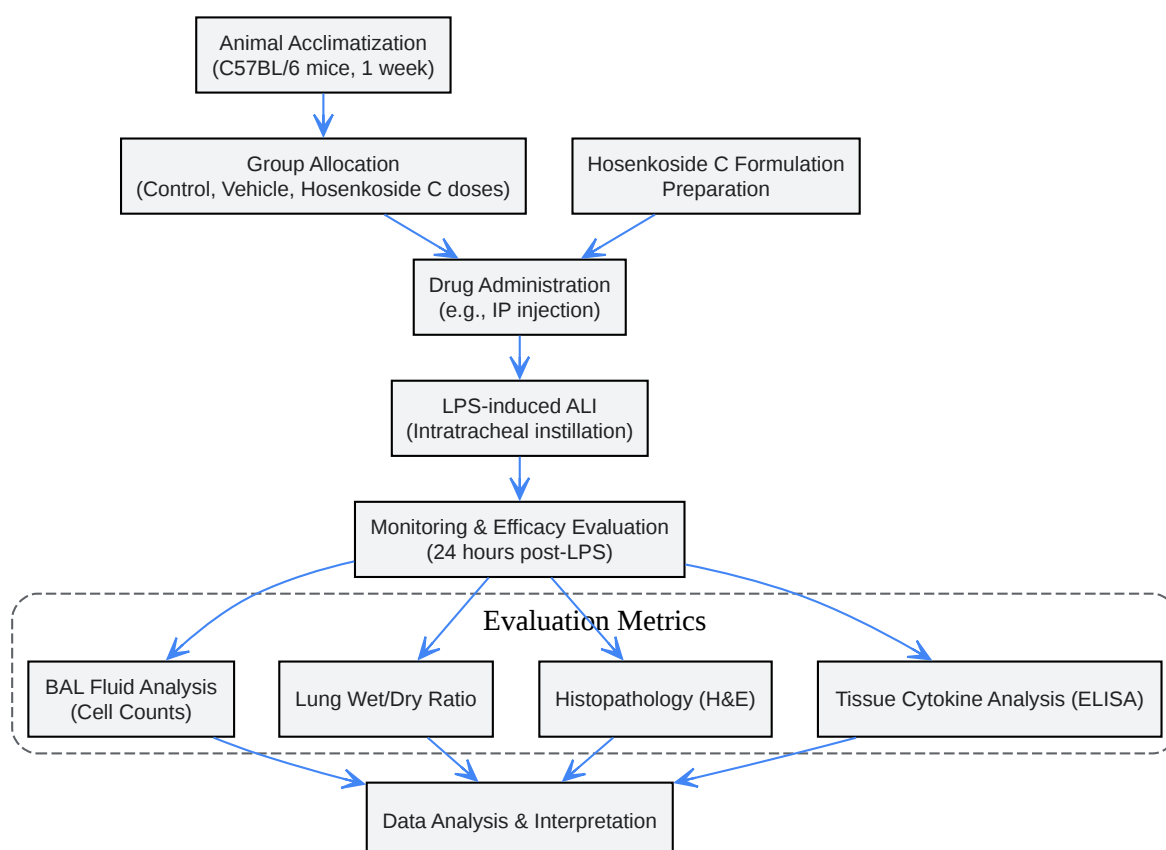 Animal Acclimatization
(C57BL/6 mice, 1 week)
Group Allocation
(Control, Vehicle, Hosenkoside C doses)
Hosenkoside C Formulation
Preparation
Drug Administration
(e.g., IP injection)
LPS-induced ALI
(Intratracheal instillation)
Monitoring & Efficacy Evaluation
(24 hours post-LPS)
Evaluation Metrics
BAL Fluid Analysis
(Cell Counts)
Lung Wet/Dry Ratio
Histopathology (H&E)
Tissue Cytokine Analysis (ELISA)
Data Analysis & Interpretation